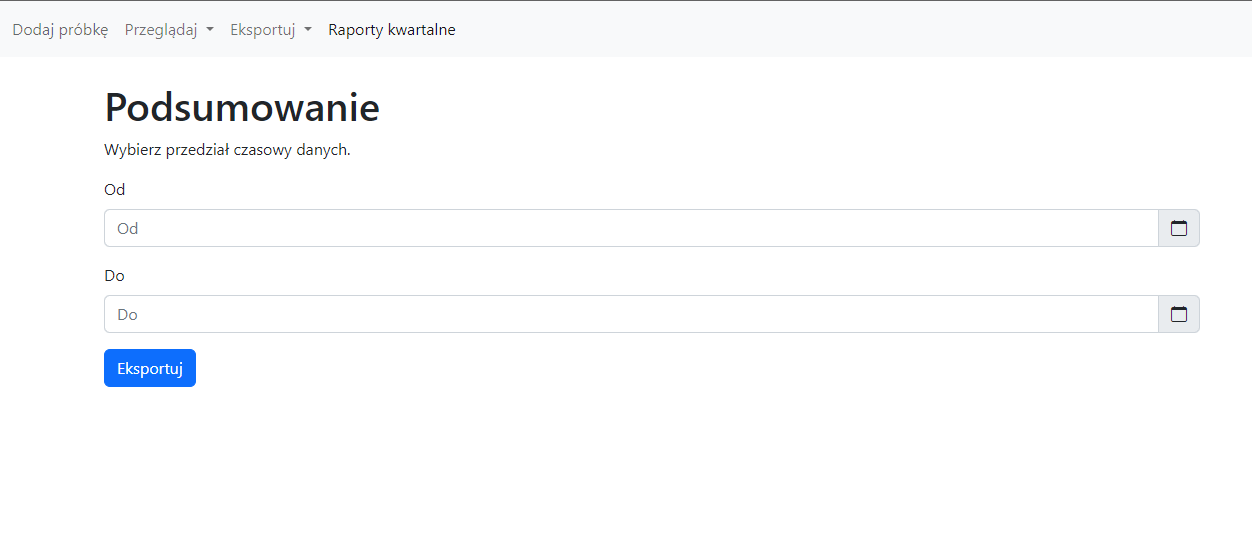 Dodaj próbkę Przeglądaj Eksportuj Raporty kwartalne
Podsumowanie
Wybierz przedział czasowy danych.
Od
Od
Do
Do
Eksportuj